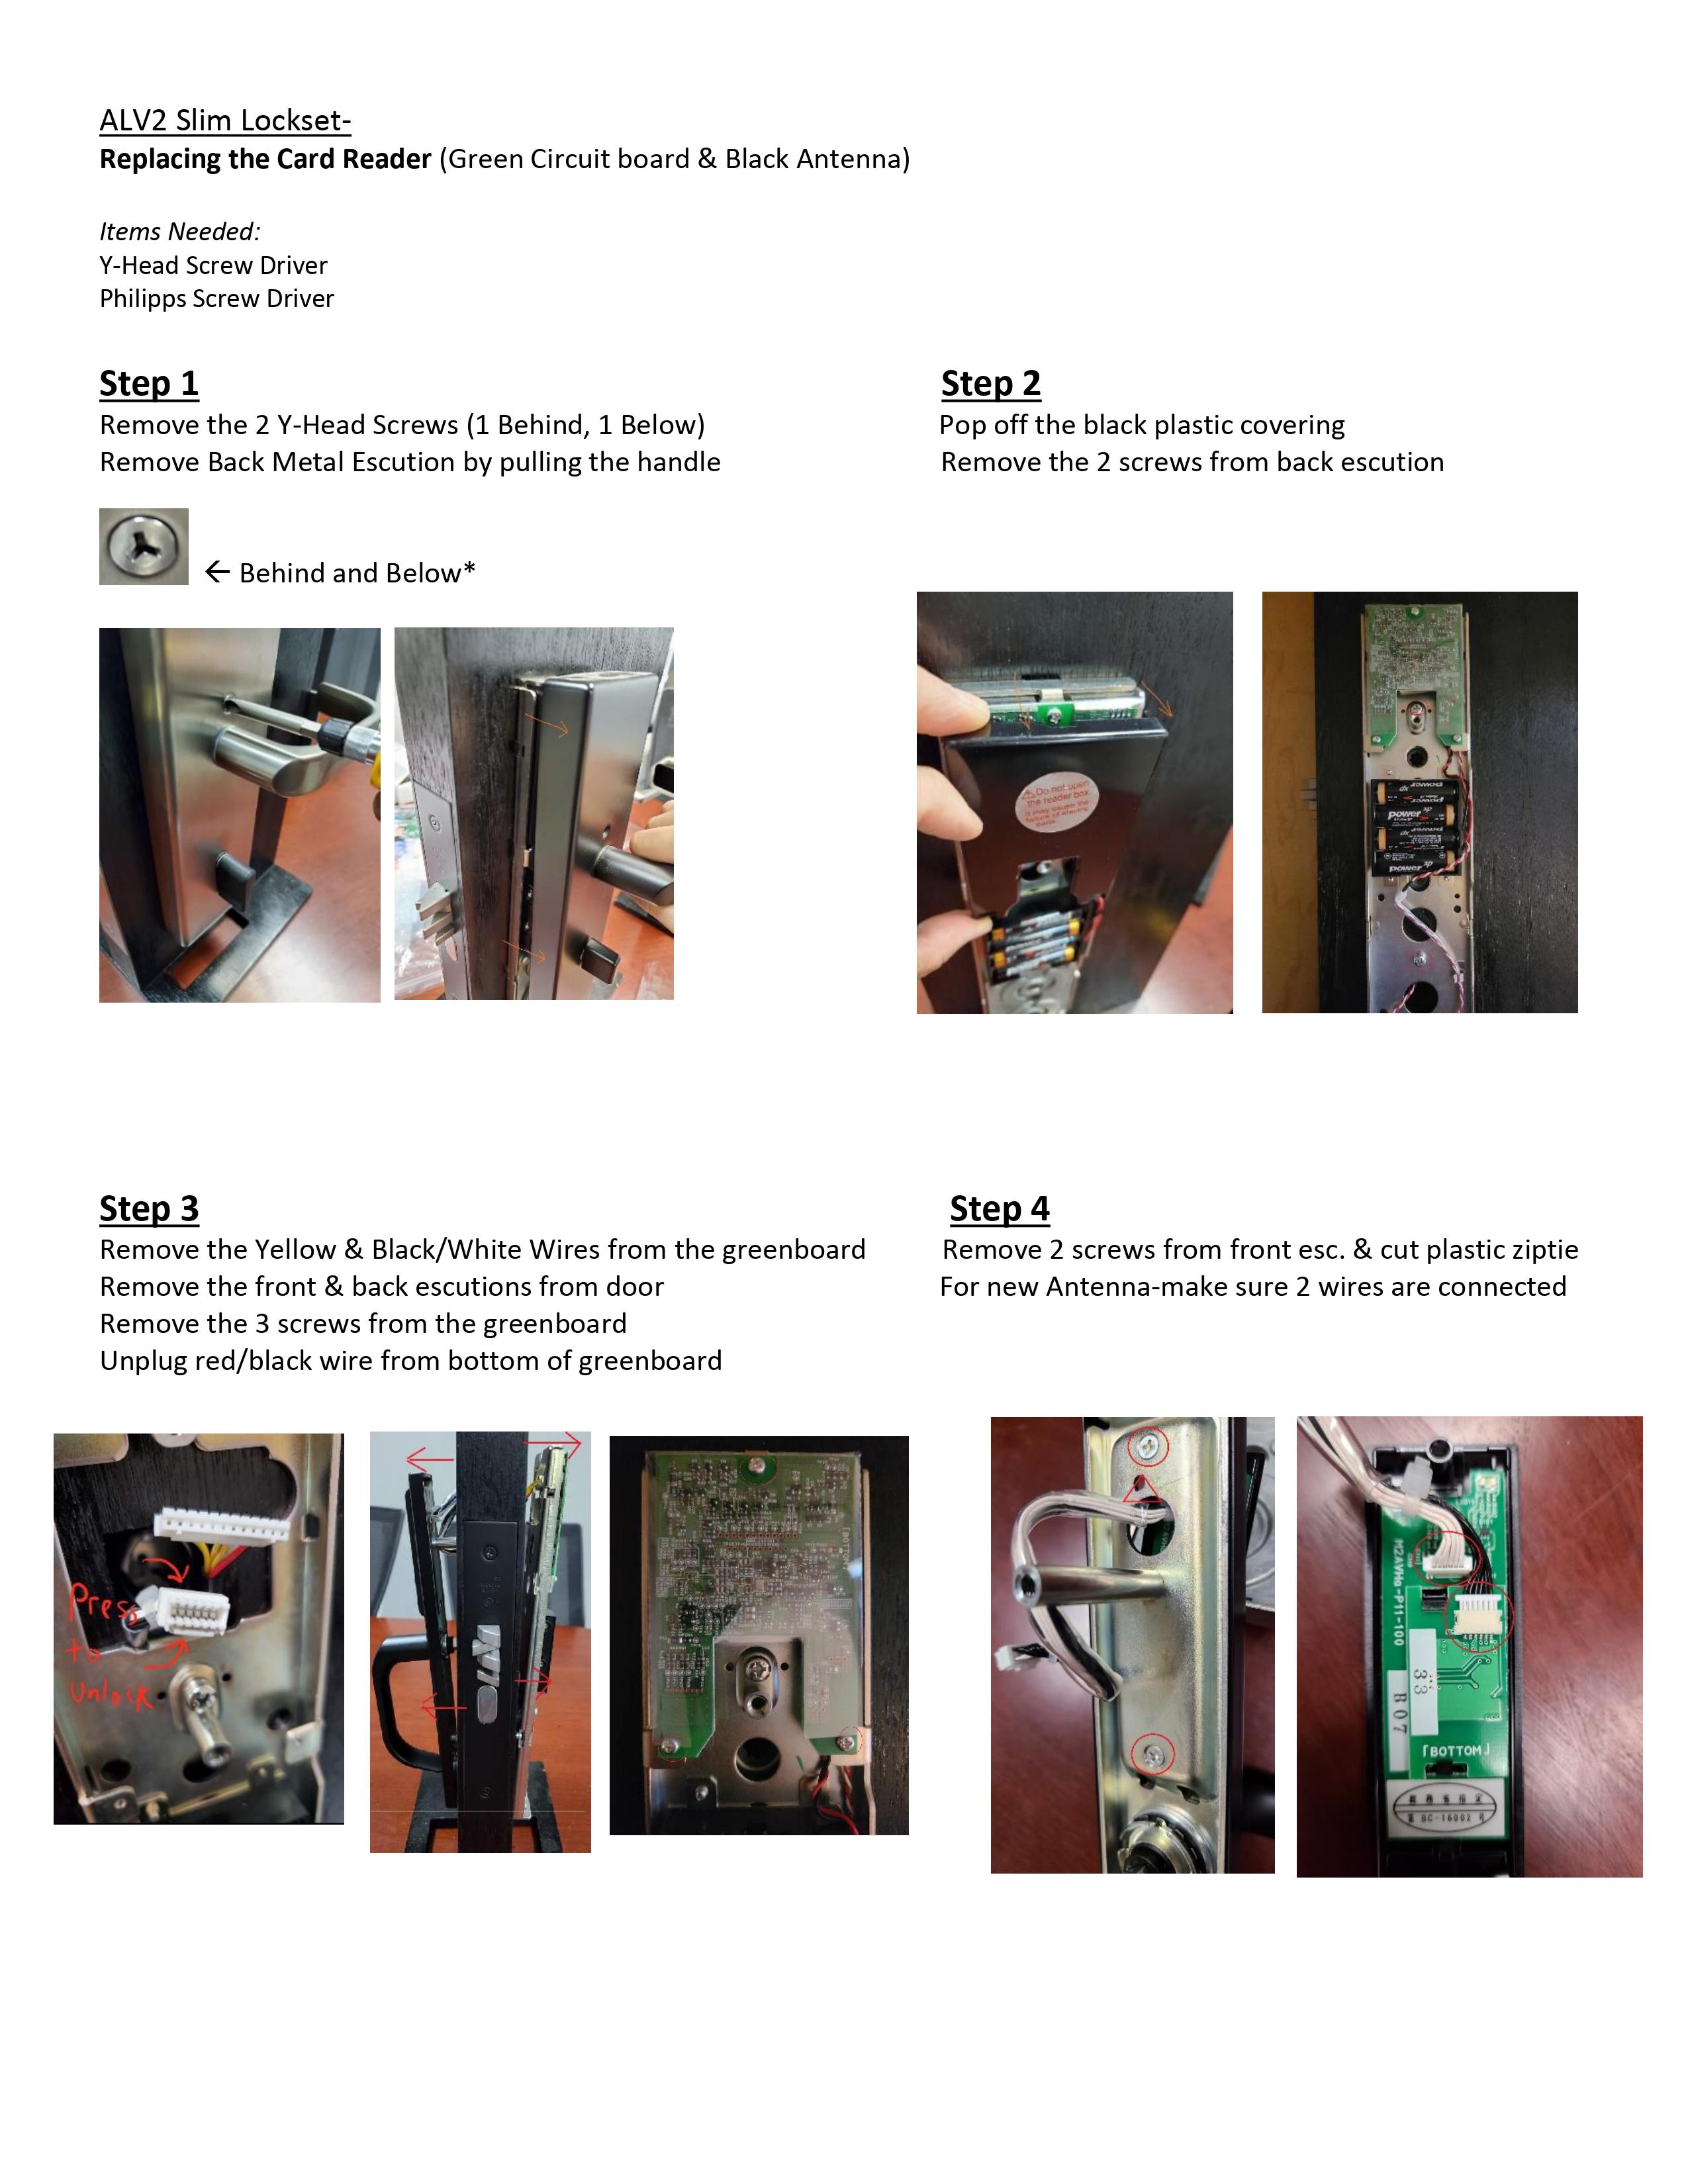 ALV2 Slim Lockset-
Replacing the Card Reader (Green Circuit board & Black Antenna)
Items Needed:
Y-Head Screw Driver
Philipps Screw Driver
Step 1
Remove the 2 Y-Head Screws (1 Behind, 1 Below)
Remove Back Metal Escution by pulling the handle
← Behind and Below*
Step 2
Pop off the black plastic covering
Remove the 2 screws from back escution
Do not open
the reader box
power
power
Step 3
Remove the Yellow & Black/White Wires from the greenboard
Remove the front & back escutions from door
Remove the 3 screws from the greenboard
Unplug red/black wire from bottom of greenboard
Press
to
Unlock
Step 4
Remove 2 screws from front esc. & cut plastic ziptie
For new Antenna-make sure 2 wires are connected
M2AVHa-P11-100
33
B 07
「BOTTOM」